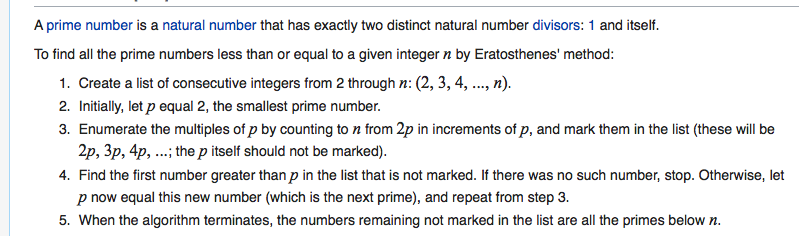 A prime number is a natural number that has exactly two distinct natural number divisors: 1 and itself.
To find all the prime numbers less than or equal to a given integer n by Eratosthenes' method:
1. Create a list of consecutive integers from 2 through n: (2, 3, 4, ..., n).
2. Initially, let p equal 2, the smallest prime number.
3. Enumerate the multiples of p by counting to n from 2p in increments of p, and mark them in the list (these will be
2p, 3p, 4p, ...; the p itself should not be marked).
4. Find the first number greater than p in the list that is not marked. If there was no such number, stop. Otherwise, let
p now equal this new number (which is the next prime), and repeat from step 3.
5. When the algorithm terminates, the numbers remaining not marked in the list are all the primes below n.